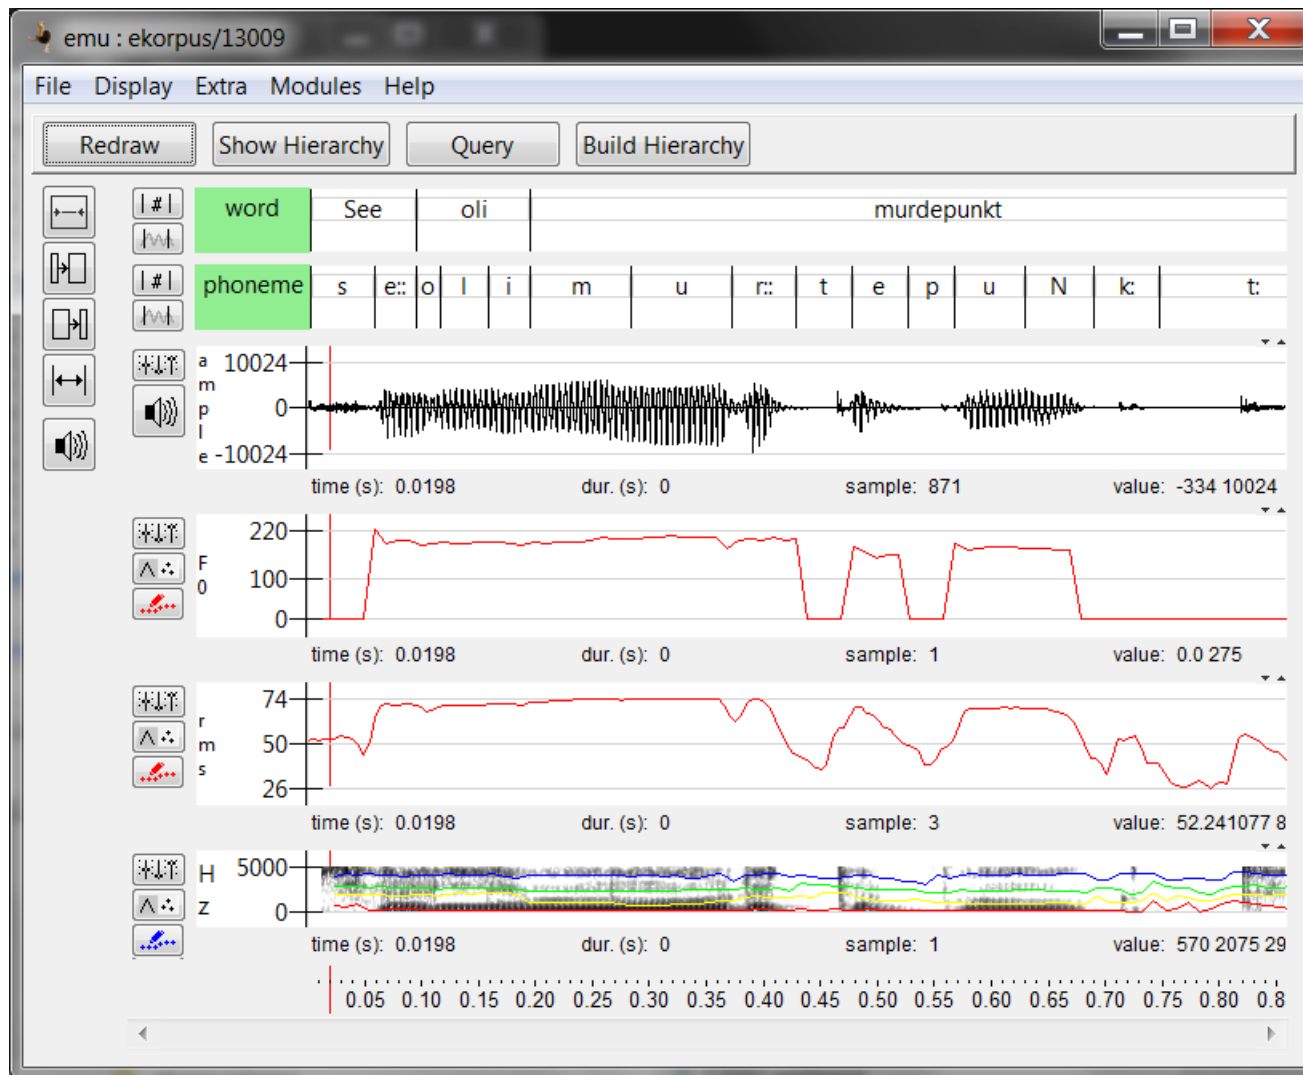 emu : ekorpus/13009
File Display Extra Modules Help
Redraw Show Hierarchy Query Build Hierarchy
|#| word See oli murdepunkt
|#| phoneme s e:: o l i m u r:: t e p u N k: t:
ample 10024
0
-10024
time (s): 0.0198 dur. (s): 0 sample: 871 value: -334 10024
F0 220
100
0
time (s): 0.0198 dur. (s): 0 sample: 1 value: 0.0 275
rms 74
50
26
time (s): 0.0198 dur. (s): 0 sample: 3 value: 52.241077 8
HZ 5000
0
time (s): 0.0198 dur. (s): 0 sample: 1 value: 570 2075 29
0.05 0.10 0.15 0.20 0.25 0.30 0.35 0.40 0.45 0.50 0.55 0.60 0.65 0.70 0.75 0.80 0.8